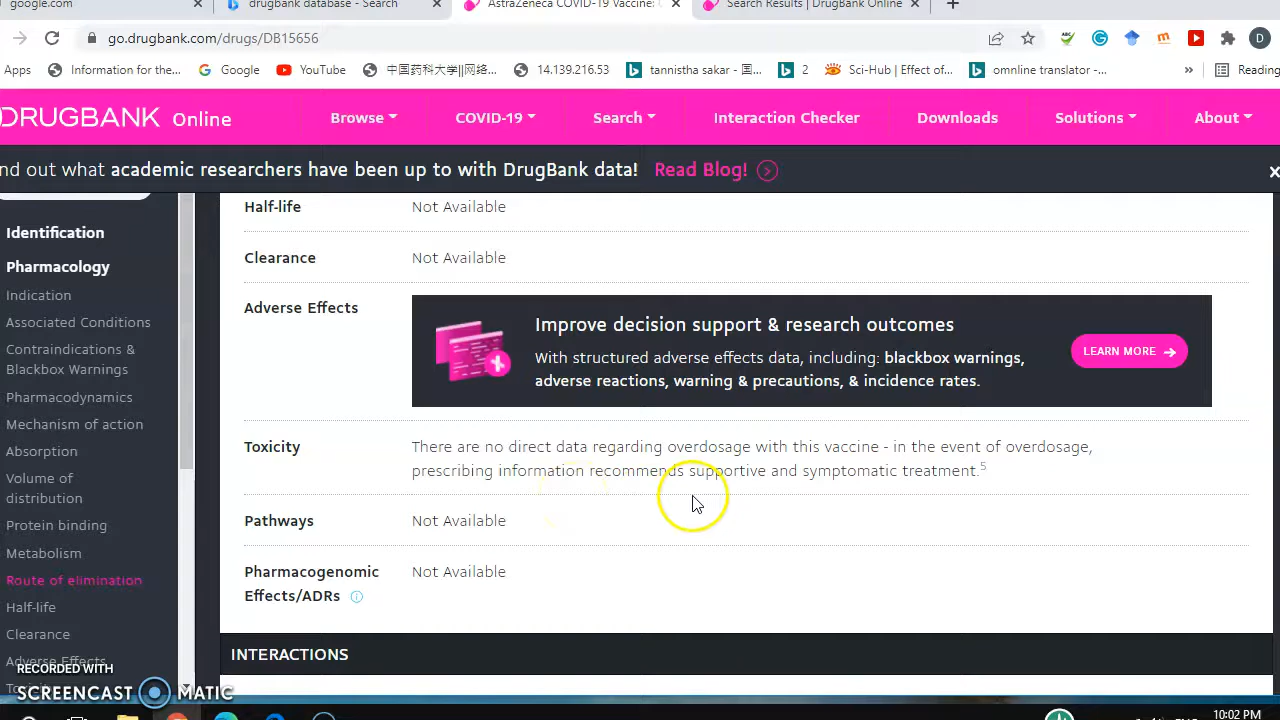 google.com
drugbank database - Search
AstraZeneca COVID-19 Vaccine:
Search Results | DrugBank Online
go.drugbank.com/drugs/DB15656
Apps
Information for the...
Google
YouTube
中国药科大学||网络...
14.139.216.53
tannistha sakar - 国...
2
Sci-Hub | Effect of...
omnline translator -...
»
Reading
DRUGBANK Online
Browse
COVID-19
Search
Interaction Checker
Downloads
Solutions
About
nd out what academic researchers have been up to with DrugBank data! Read Blog!
Identification
Pharmacology
Indication
Associated Conditions
Contraindications &
Blackbox Warnings
Pharmacodynamics
Mechanism of action
Absorption
Volume of
distribution
Protein binding
Metabolism
Route of elimination
Half-life
Clearance
Adverse Effects
Half-life Not Available
Clearance Not Available
Adverse Effects
Improve decision support & research outcomes
With structured adverse effects data, including: blackbox warnings,
adverse reactions, warning & precautions, & incidence rates.
LEARN MORE
Toxicity There are no direct data regarding overdosage with this vaccine - in the event of overdosage,
prescribing information recommends supportive and symptomatic treatment.5
Pathways Not Available
Pharmacogenomic Not Available
Effects/ADRs
INTERACTIONS
RECORDED WITH
SCREENCAST MATIC
10:02 PM